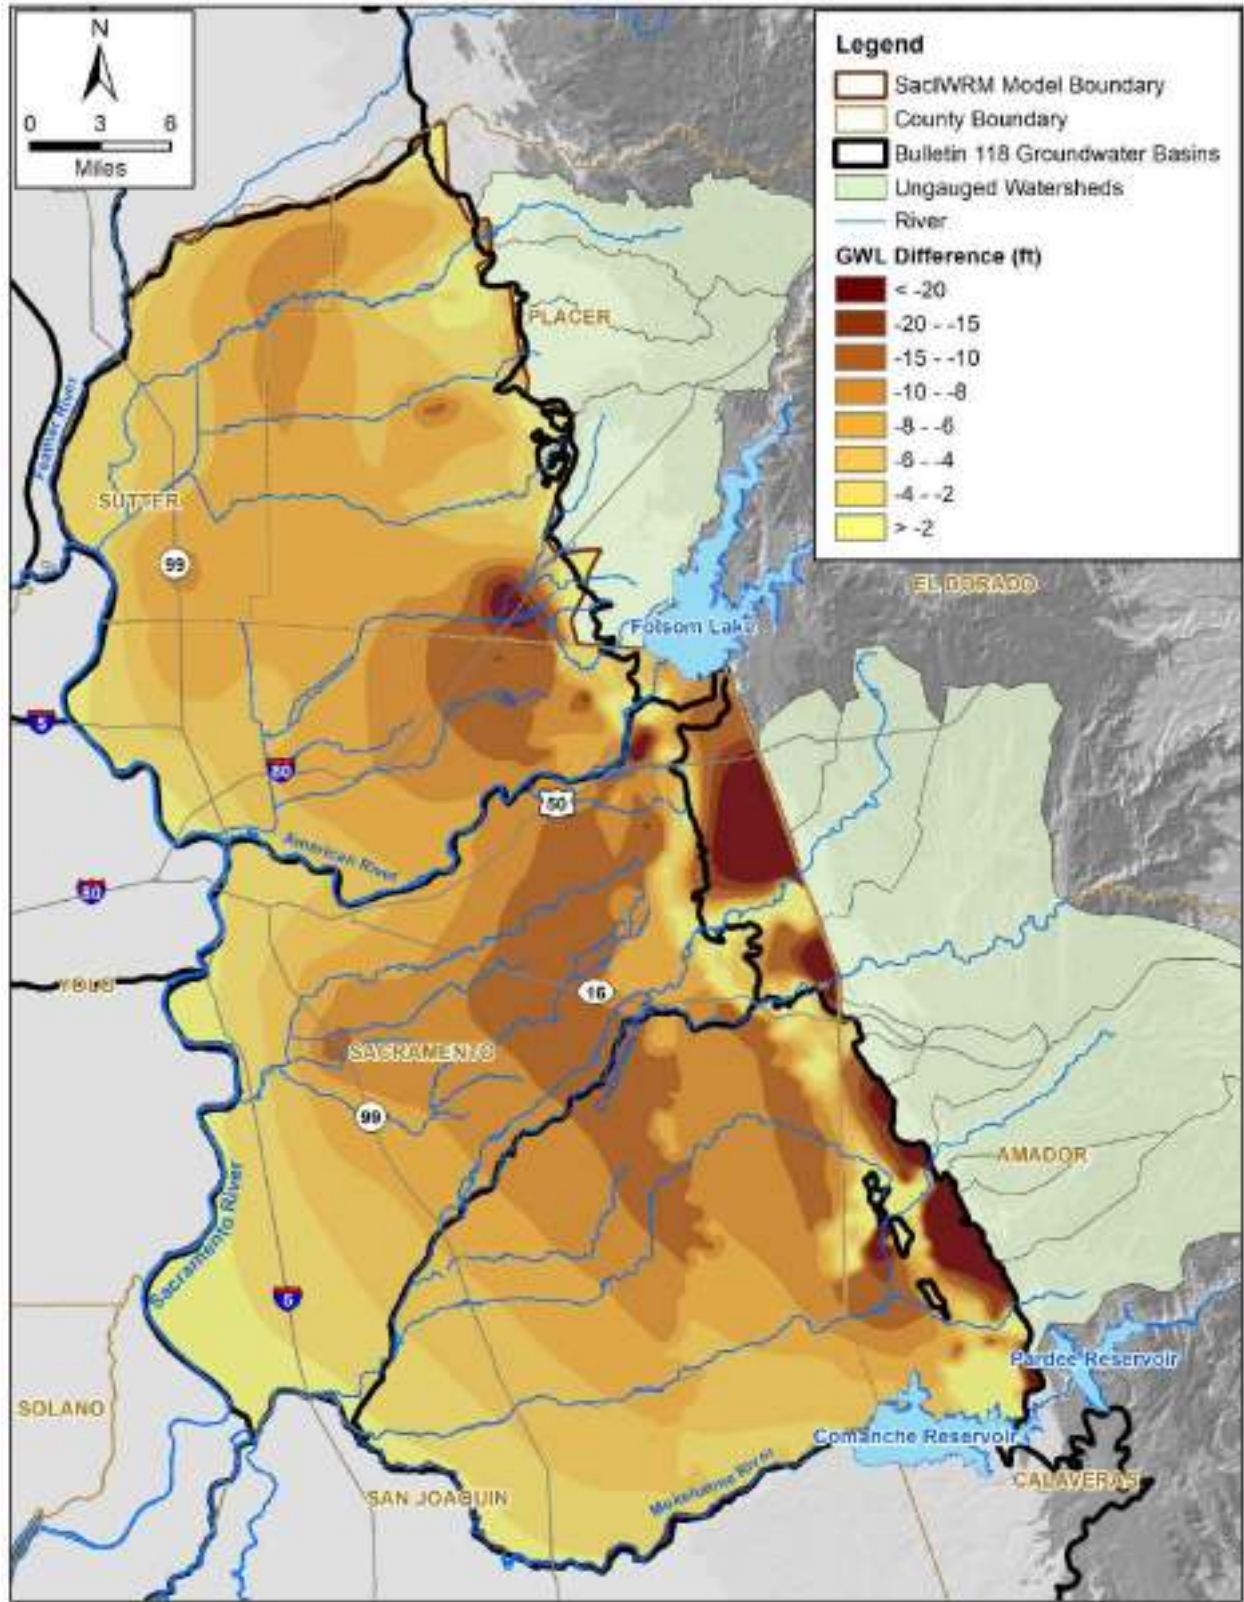 N
0 3 6
Miles
Legend
SacIWRM Model Boundary
County Boundary
Bulletin 118 Groundwater Basins
Ungauged Watersheds
River
GWL Difference (ft)
< -20
-20 - -15
-15 - -10
-10 - -8
-8 - -6
-6 - -4
-4 - -2
> -2
PLACER
Feather River
SUTTER
99
EL DORADO
Folsom Lake
5
80
50
American River
80
16
YOLO
SACRAMENTO
99
AMADOR
Sacramento River
5
Pardee Reservoir
SOLANO
Comanche Reservoir
CALAVERAS
Mokelumne River
SAN JOAQUIN